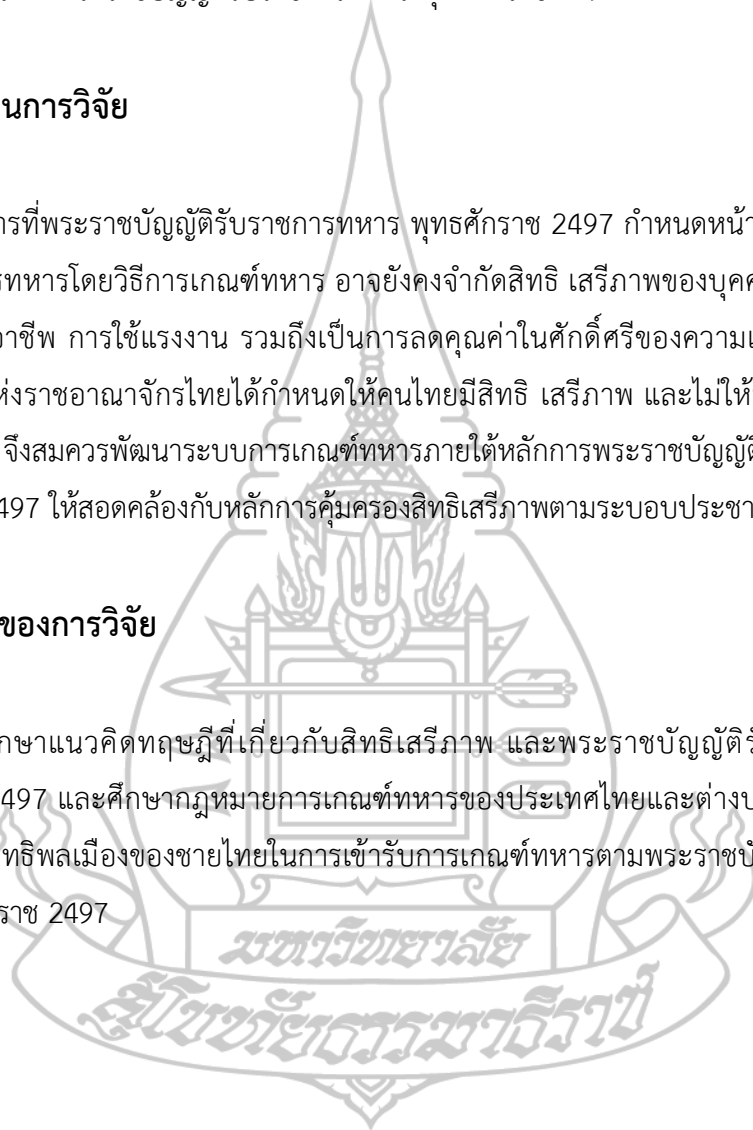 นการวิจัย
ารที่พระราชบัญญัติรับราชการทหาร พุทธศักราช 2497 กำหนดหน้า
รทหารโดยวิธีการเกณฑ์ทหาร อาจยังคงจำกัดสิทธิ เสรีภาพของบุคค
อาชีพ การใช้แรงงาน รวมถึงเป็นการลดคุณค่าในศักดิ์ศรีของความเ
ห่งราชอาณาจักรไทยได้กำหนดให้คนไทยมีสิทธิ เสรีภาพ และไม่ให้
จึงสมควรพัฒนาระบบการเกณฑ์ทหารภายใต้หลักการพระราชบัญญัติ
497 ให้สอดคล้องกับหลักการคุ้มครองสิทธิเสรีภาพตามระบอบประชา
ของการวิจัย
กษาแนวคิดทฤษฎีที่เกี่ยวกับสิทธิเสรีภาพ และพระราชบัญญัติรั
497 และศึกษากฎหมายการเกณฑ์ทหารของประเทศไทยและต่างป
ทธิพลเมืองของชายไทยในการเข้ารับการเกณฑ์ทหารตามพระราชบั
ราช 2497
มหาวิทยาลัย
สุโขทัยธรรมาธิราช